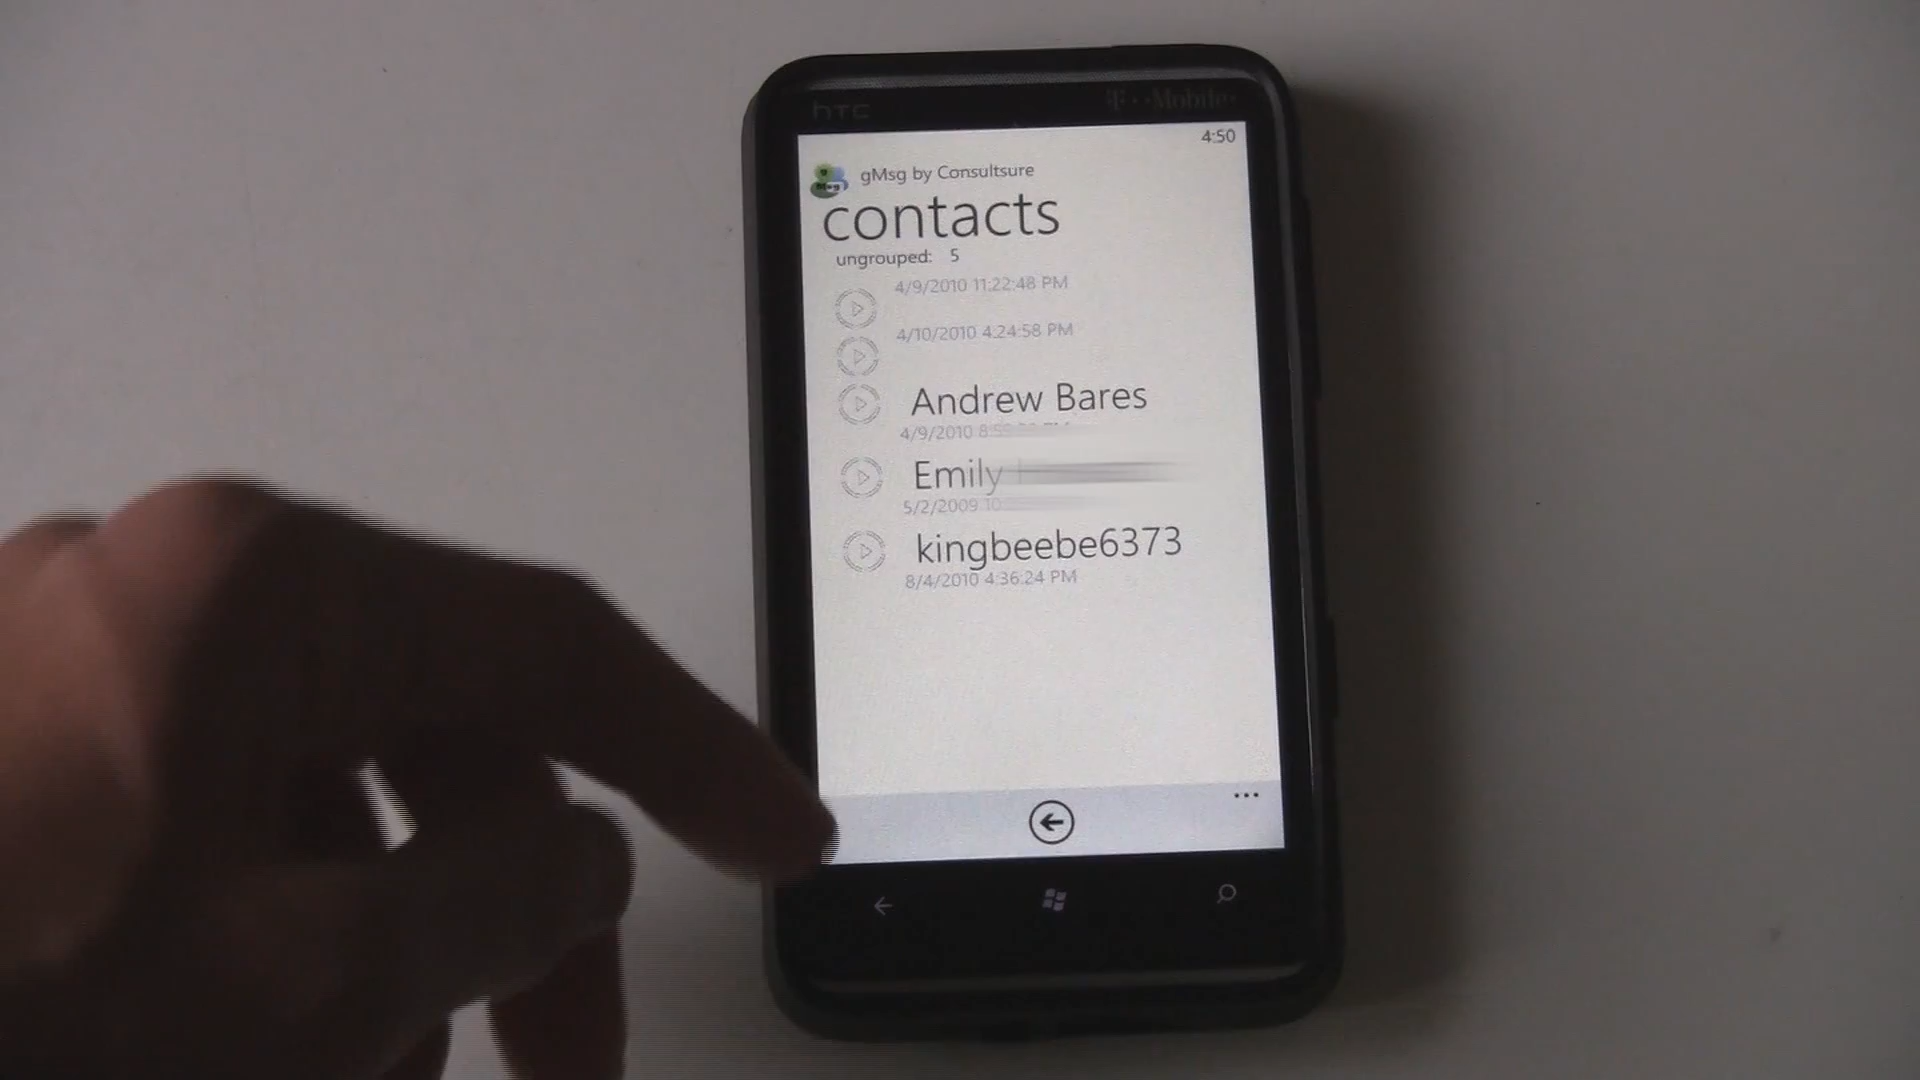 hTC
T··Mobile·
4:50
gMsg by Consultsure
contacts
ungrouped: 5
4/9/2010 11:22:48 PM
4/10/2010 4:24:58 PM
Andrew Bares
4/9/2010
Emily
5/2/2009
kingbeebe6373
8/4/2010 4:36:24 PM